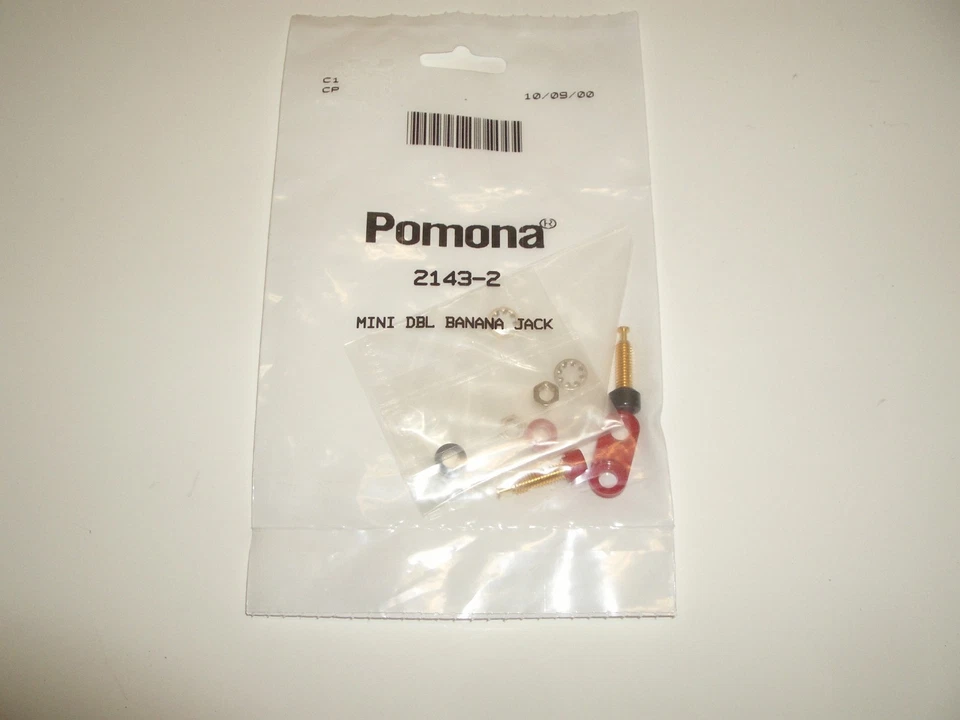 C1
CP
10/09/00
Pomona®
2143-2
MINI DBL BANANA JACK